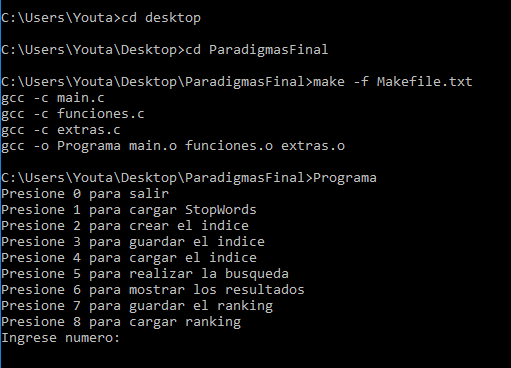 C:\Users\Youta>cd desktop
C:\Users\Youta\Desktop>cd ParadigmasFinal
C:\Users\Youta\Desktop\ParadigmasFinal>make -f Makefile.txt
gcc -c main.c
gcc -c funciones.c
gcc -c extras.c
gcc -o Programa main.o funciones.o extras.o
C:\Users\Youta\Desktop\ParadigmasFinal>Programa
Presione 0 para salir
Presione 1 para cargar StopWords
Presione 2 para crear el indice
Presione 3 para guardar el indice
Presione 4 para cargar el indice
Presione 5 para realizar la busqueda
Presione 6 para mostrar los resultados
Presione 7 para guardar el ranking
Presione 8 para cargar ranking
Ingrese numero: